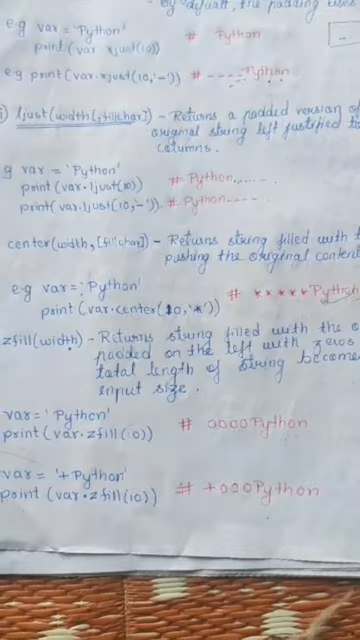 By default, the padding uses
e.g var = 'Python'
print(var.rjust(10)) # Python
eg print(var.rjust(10,'-')) # ----Python
ljust(width[,fillchar]) - Returns a padded version of
original string left justified to
columns.
g var = 'Python'
print(var.ljust(10)) # Python......
print(var.ljust(10,'-')) # Python----
center(width,[fillchar]) - Returns string filled with
pushing the original content
e.g var = 'Python'
print(var.center(10,'*')) # *****Python
zfill(width) - Returns string filled with the o
padded on the left with zeros
total length of string become
input size.
var = 'Python'
print(var.zfill(10)) # 0000Python
var = '+Python'
print(var.zfill(10)) # +000Python